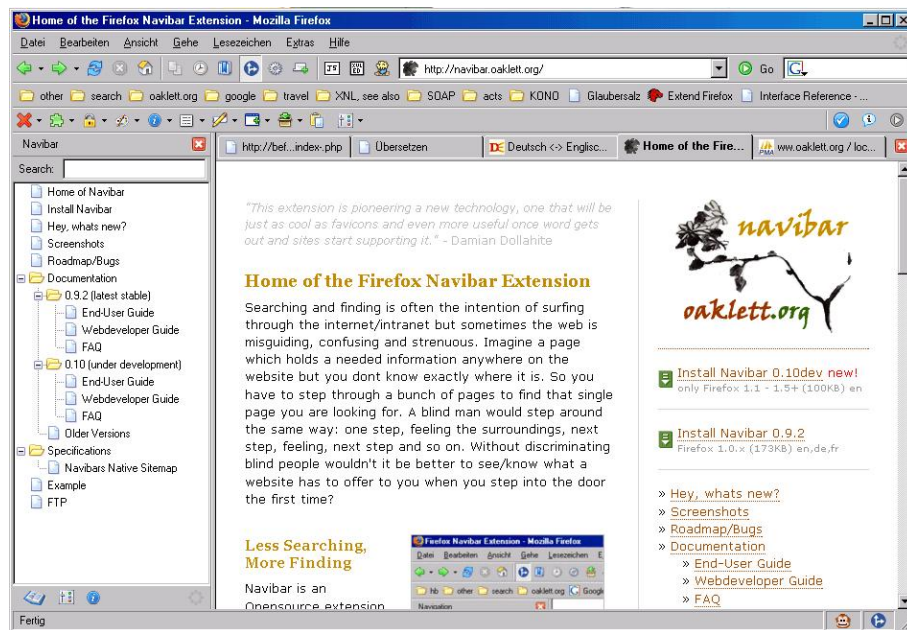 Home of the Firefox Navibar Extension - Mozilla Firefox
Datei Bearbeiten Ansicht Gehe Lesezeichen Extras Hilfe
http://navibar.oaklett.org/ Go
other search oaklett.org google travel XNL, see also SOAP acts KONO Glaubersalz Extend Firefox Interface Reference - ...
Navibar
http://bef...index-.php Übersetzen Deutsch <-> Englisc... Home of the Fire... ww.oaklett.org / loc...
Search:
Home of Navibar
Install Navibar
Hey, whats new?
Screenshots
Roadmap/Bugs
Documentation
0.9.2 (latest stable)
End-User Guide
Webdeveloper Guide
FAQ
0.10 (under development)
End-User Guide
Webdeveloper Guide
FAQ
Older Versions
Specifications
Navibars Native Sitemap
Example
FTP
"This extension is pioneering a new technology, one that will be
just as cool as favicons and even more useful once word gets
out and sites start supporting it." - Damian Dollahite
Home of the Firefox Navibar Extension
Searching and finding is often the intention of surfing
through the internet/intranet but sometimes the web is
misguiding, confusing and strenuous. Imagine a page
which holds a needed information anywhere on the
website but you dont know exactly where it is. So you
have to step through a bunch of pages to find that single
page you are looking for. A blind man would step around
the same way: one step, feeling the surroundings, next
step, feeling, next step and so on. Without discriminating
blind people wouldn't it be better to see/know what a
website has to offer to you when you step into the door
the first time?
Less Searching,
More Finding
Navibar is an
Opensource extension
Firefox Navibar Extension - Mozilla Firefox
Datei Bearbeiten Ansicht Gehe Lesezeichen E
hb other search oaklett.org Googl
Navigation
navibar
oaklett.org
Install Navibar 0.10dev new!
only Firefox 1.1 - 1.5+ (100KB) en
Install Navibar 0.9.2
Firefox 1.0.x (173KB) en,de,fr
» Hey, whats new?
» Screenshots
» Roadmap/Bugs
» Documentation
» End-User Guide
» Webdeveloper Guide
» FAQ
Fertig